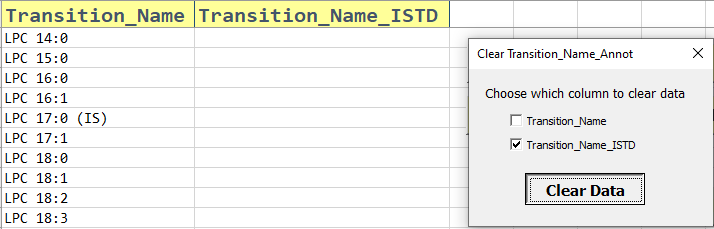 Transition_Name Transition_Name_ISTD
LPC 14:0
LPC 15:0
LPC 16:0
LPC 16:1
LPC 17:0 (IS)
LPC 17:1
LPC 18:0
LPC 18:1
LPC 18:2
LPC 18:3
Clear Transition_Name_Annot
Choose which column to clear data
Transition_Name
Transition_Name_ISTD
Clear Data